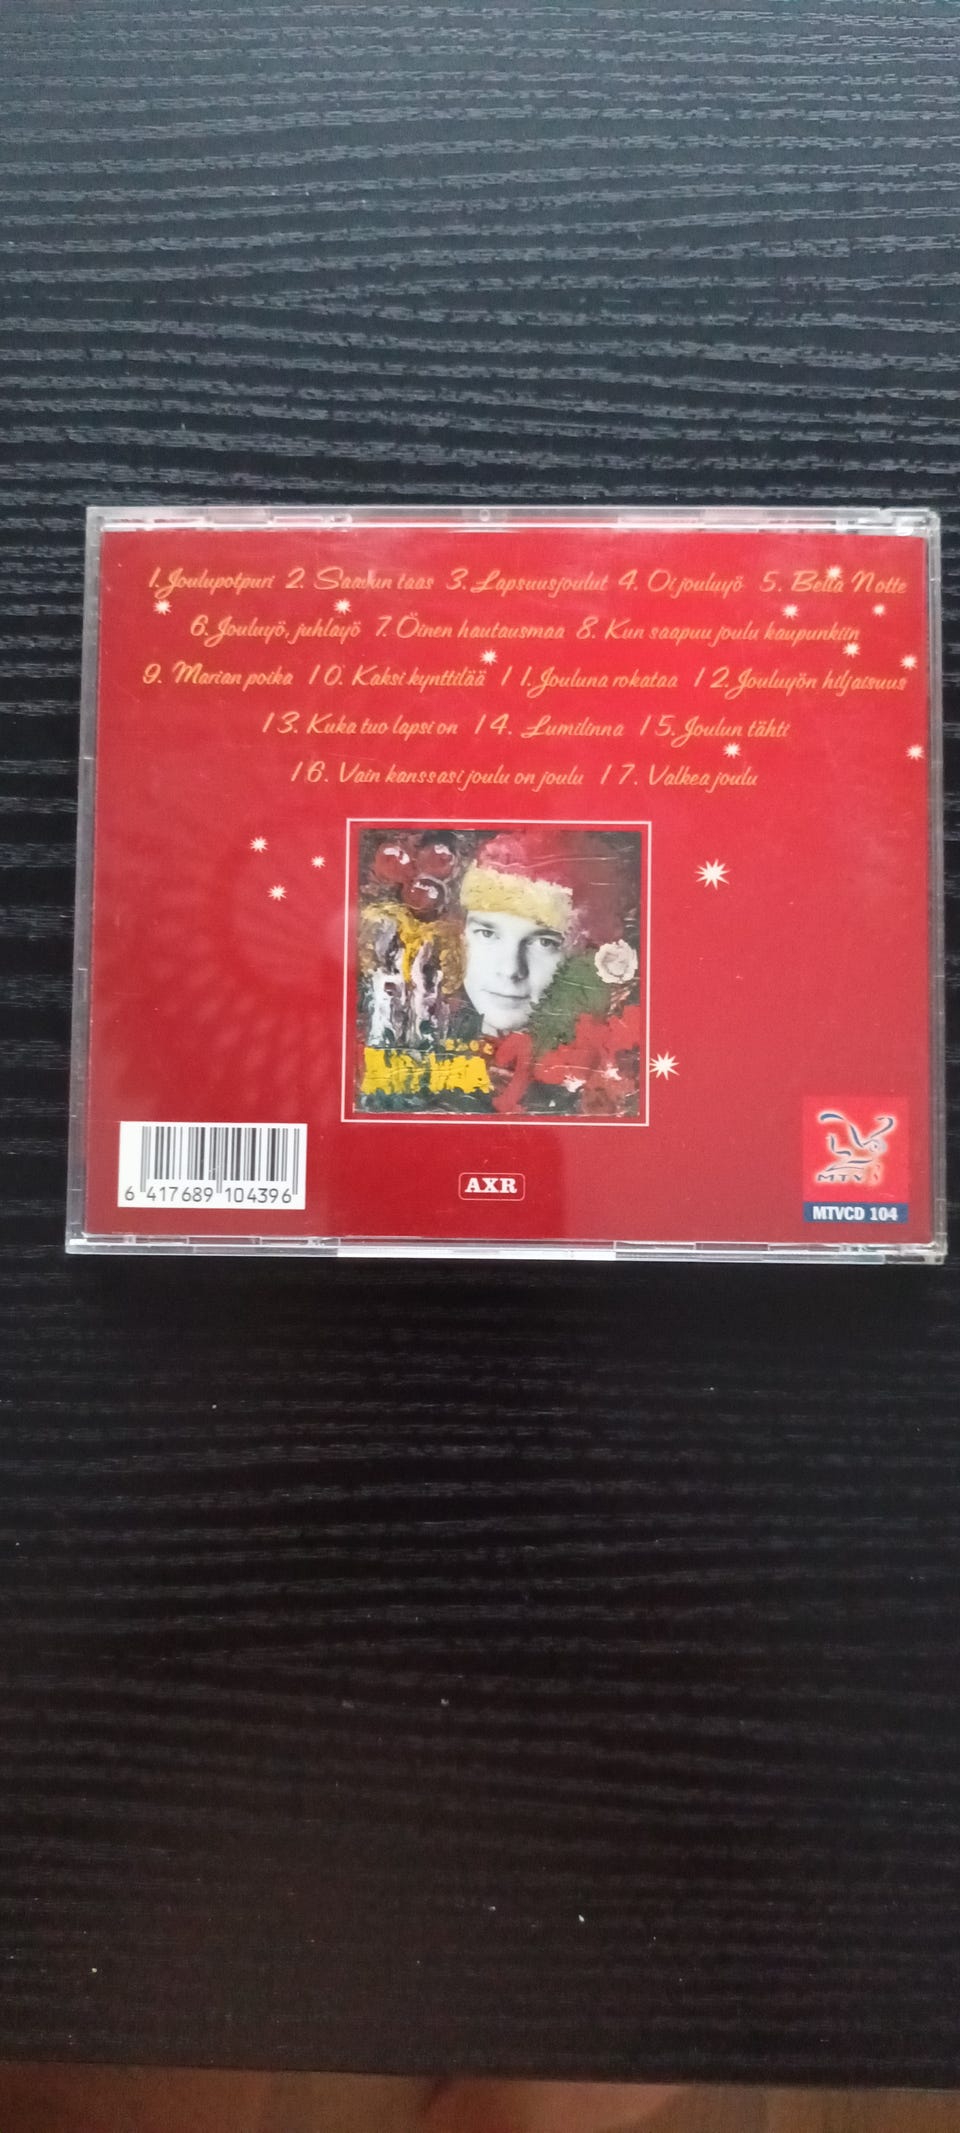 1. Joulupotpuri 2. Saavun taas 3. Lapsuusjoulut 4. Oi jouluyö 5. Bella Notte
6. Jouluyö, juhlayö 7. Öinen hautausmaa 8. Kun saapuu joulu kaupunkiin
9. Marian poika 10. Kaksi kynttilää 11. Jouluna rokataa 12. Jouluyön hiljaisuus
13. Kuka tuo lapsi on 14. Lumilinna 15. Joulun tähti
16. Vain kanssasi joulu on joulu 17. Valkea joulu
6 417689 104396
AXR
MTV
MTVCD 104